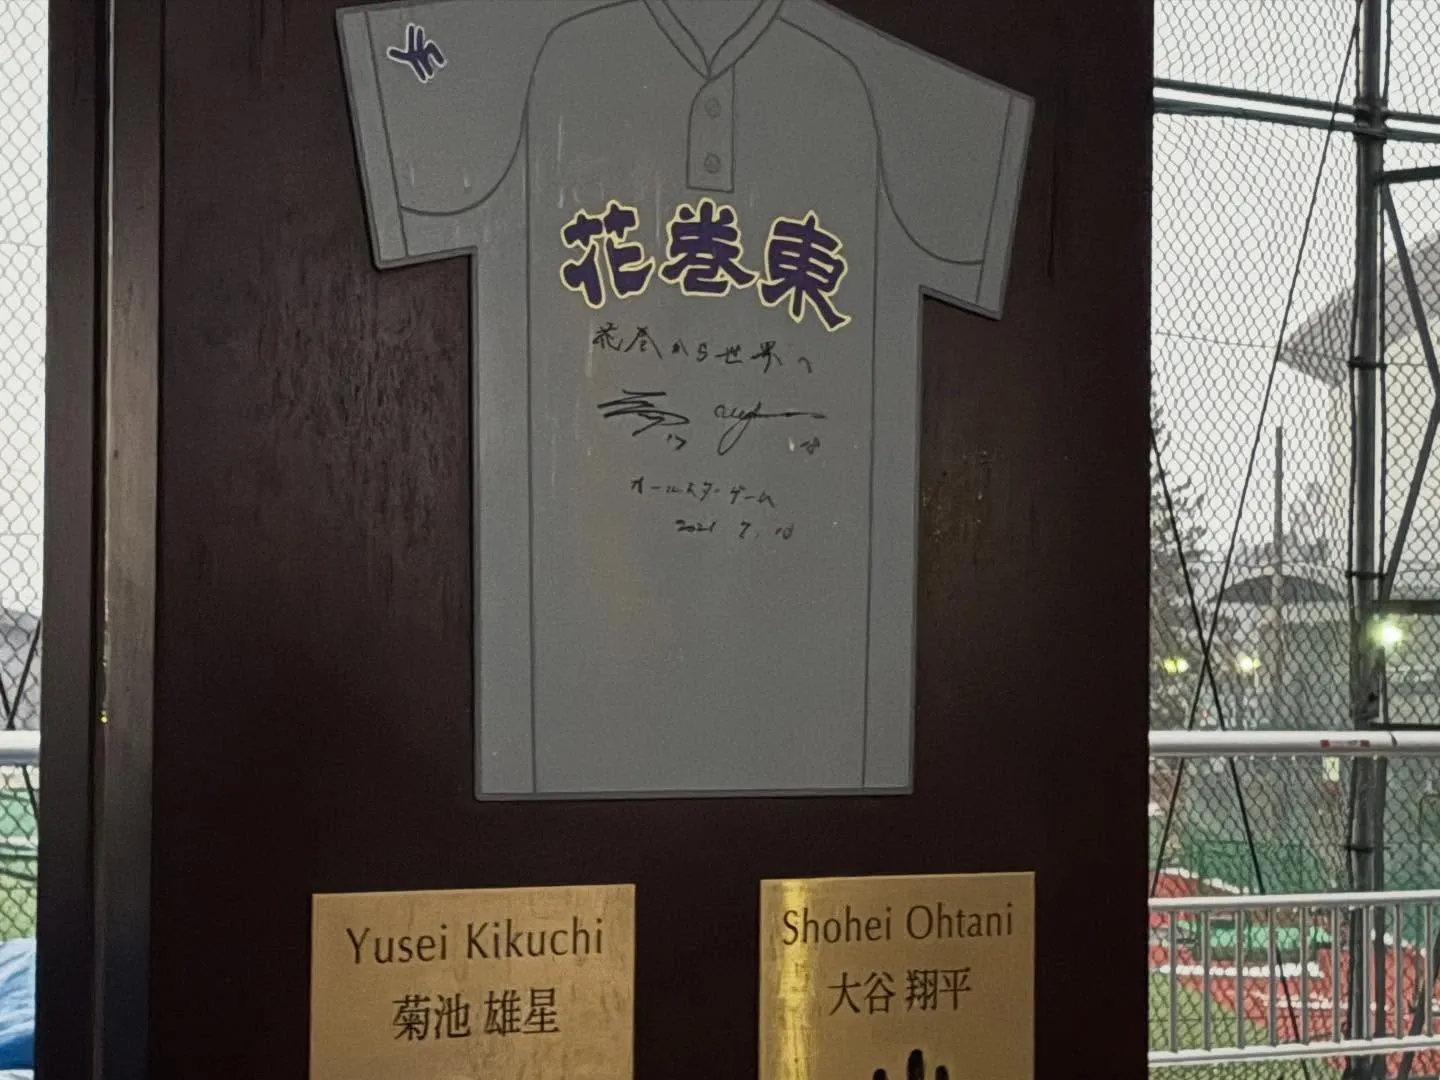 花巻東
花巻から世界へ
17
18
オールスターゲーム
2021 7.
Yusei Kikuchi
Shohei Ohtani
菊池 雄星
大谷 翔平